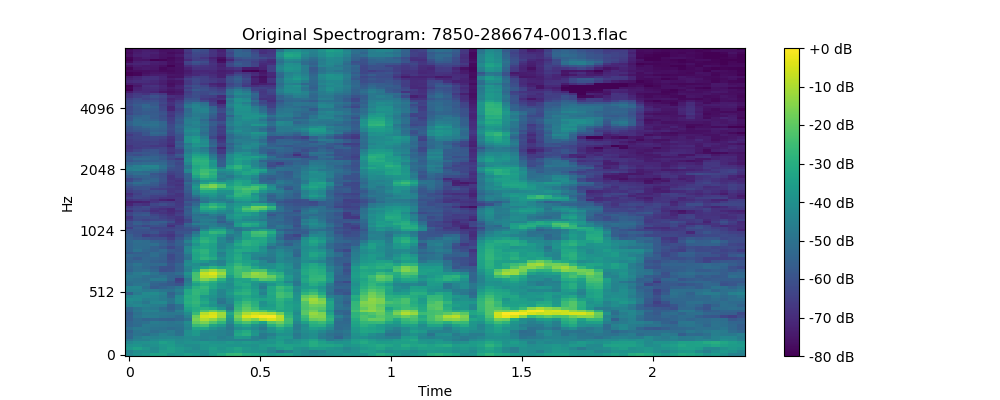 Original Spectrogram: 7850-286674-0013.flac
Hz
4096
2048
1024
512
0
0
0.5
1
1.5
2
Time
+0 dB
-10 dB
-20 dB
-30 dB
-40 dB
-50 dB
-60 dB
-70 dB
-80 dB